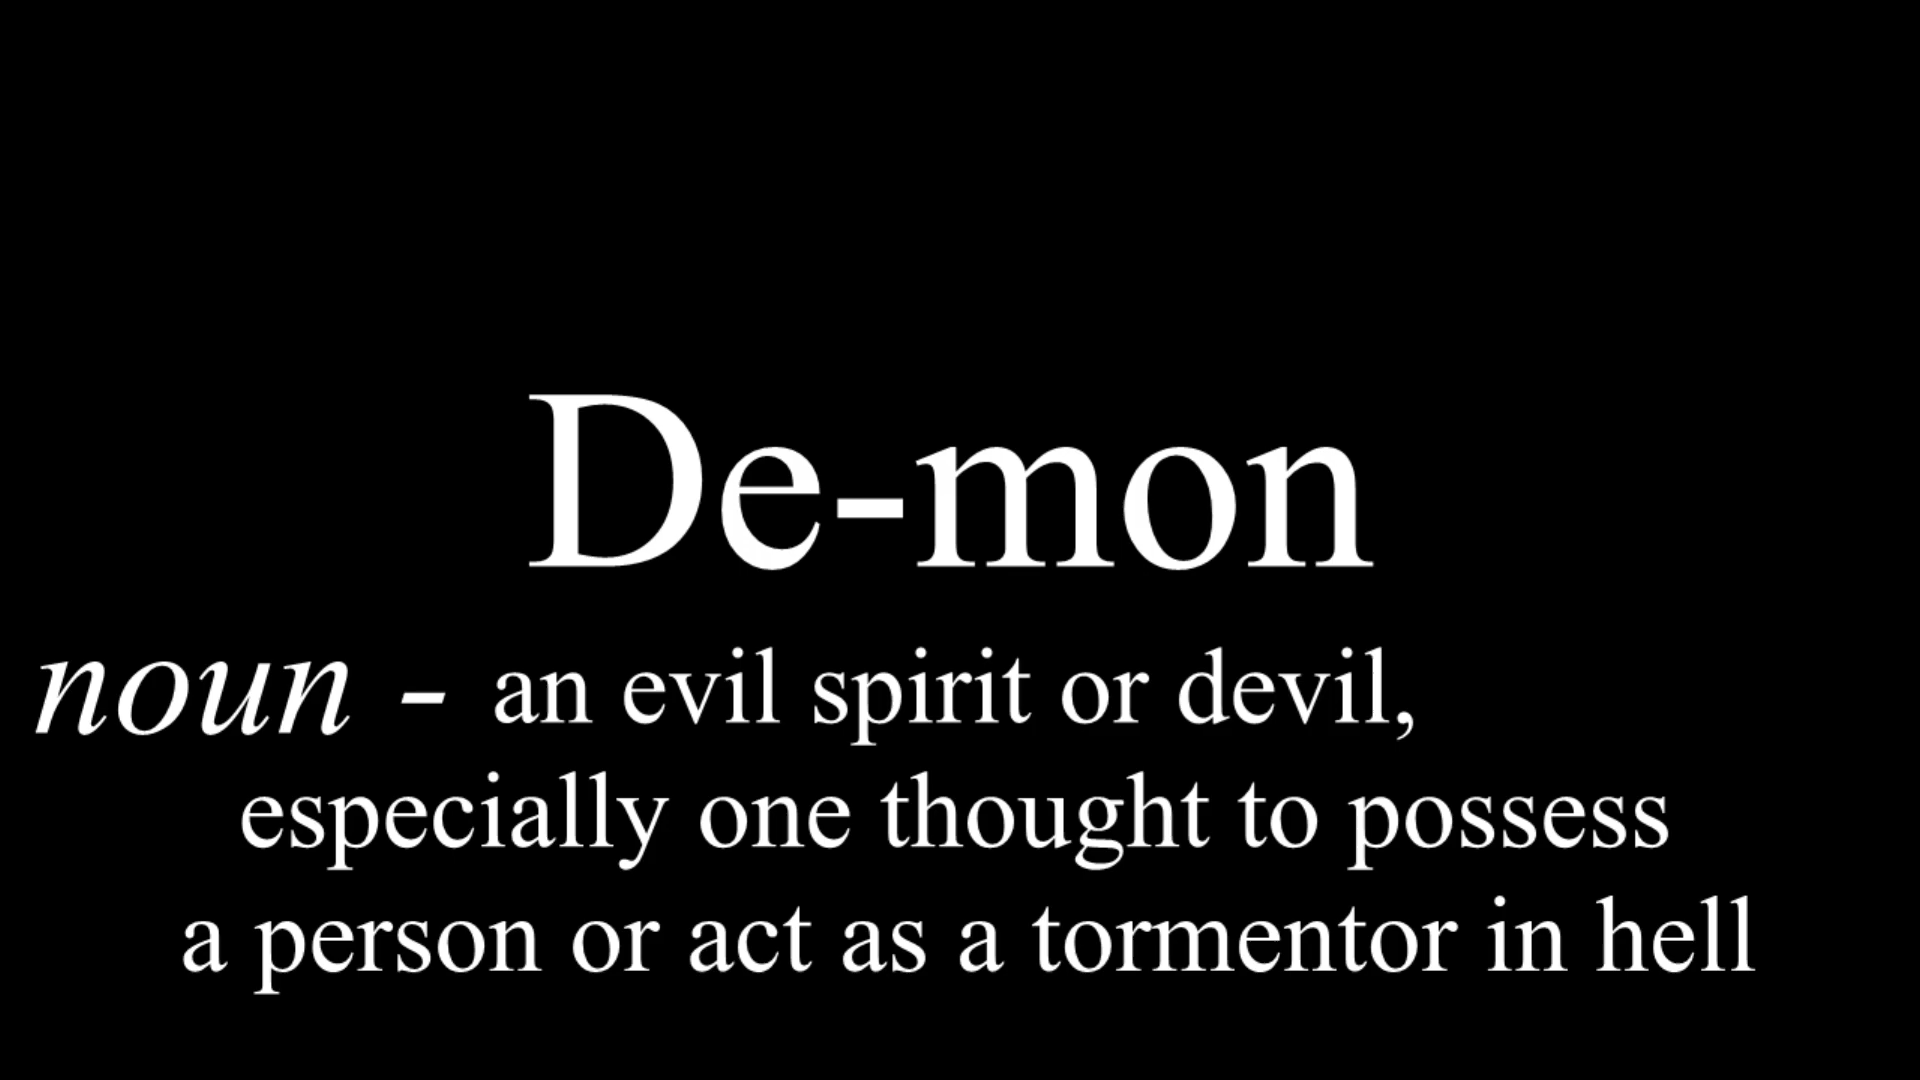 De-mon
noun - an evil spirit or devil,
especially one thought to possess
a person or act as a tormentor in hell